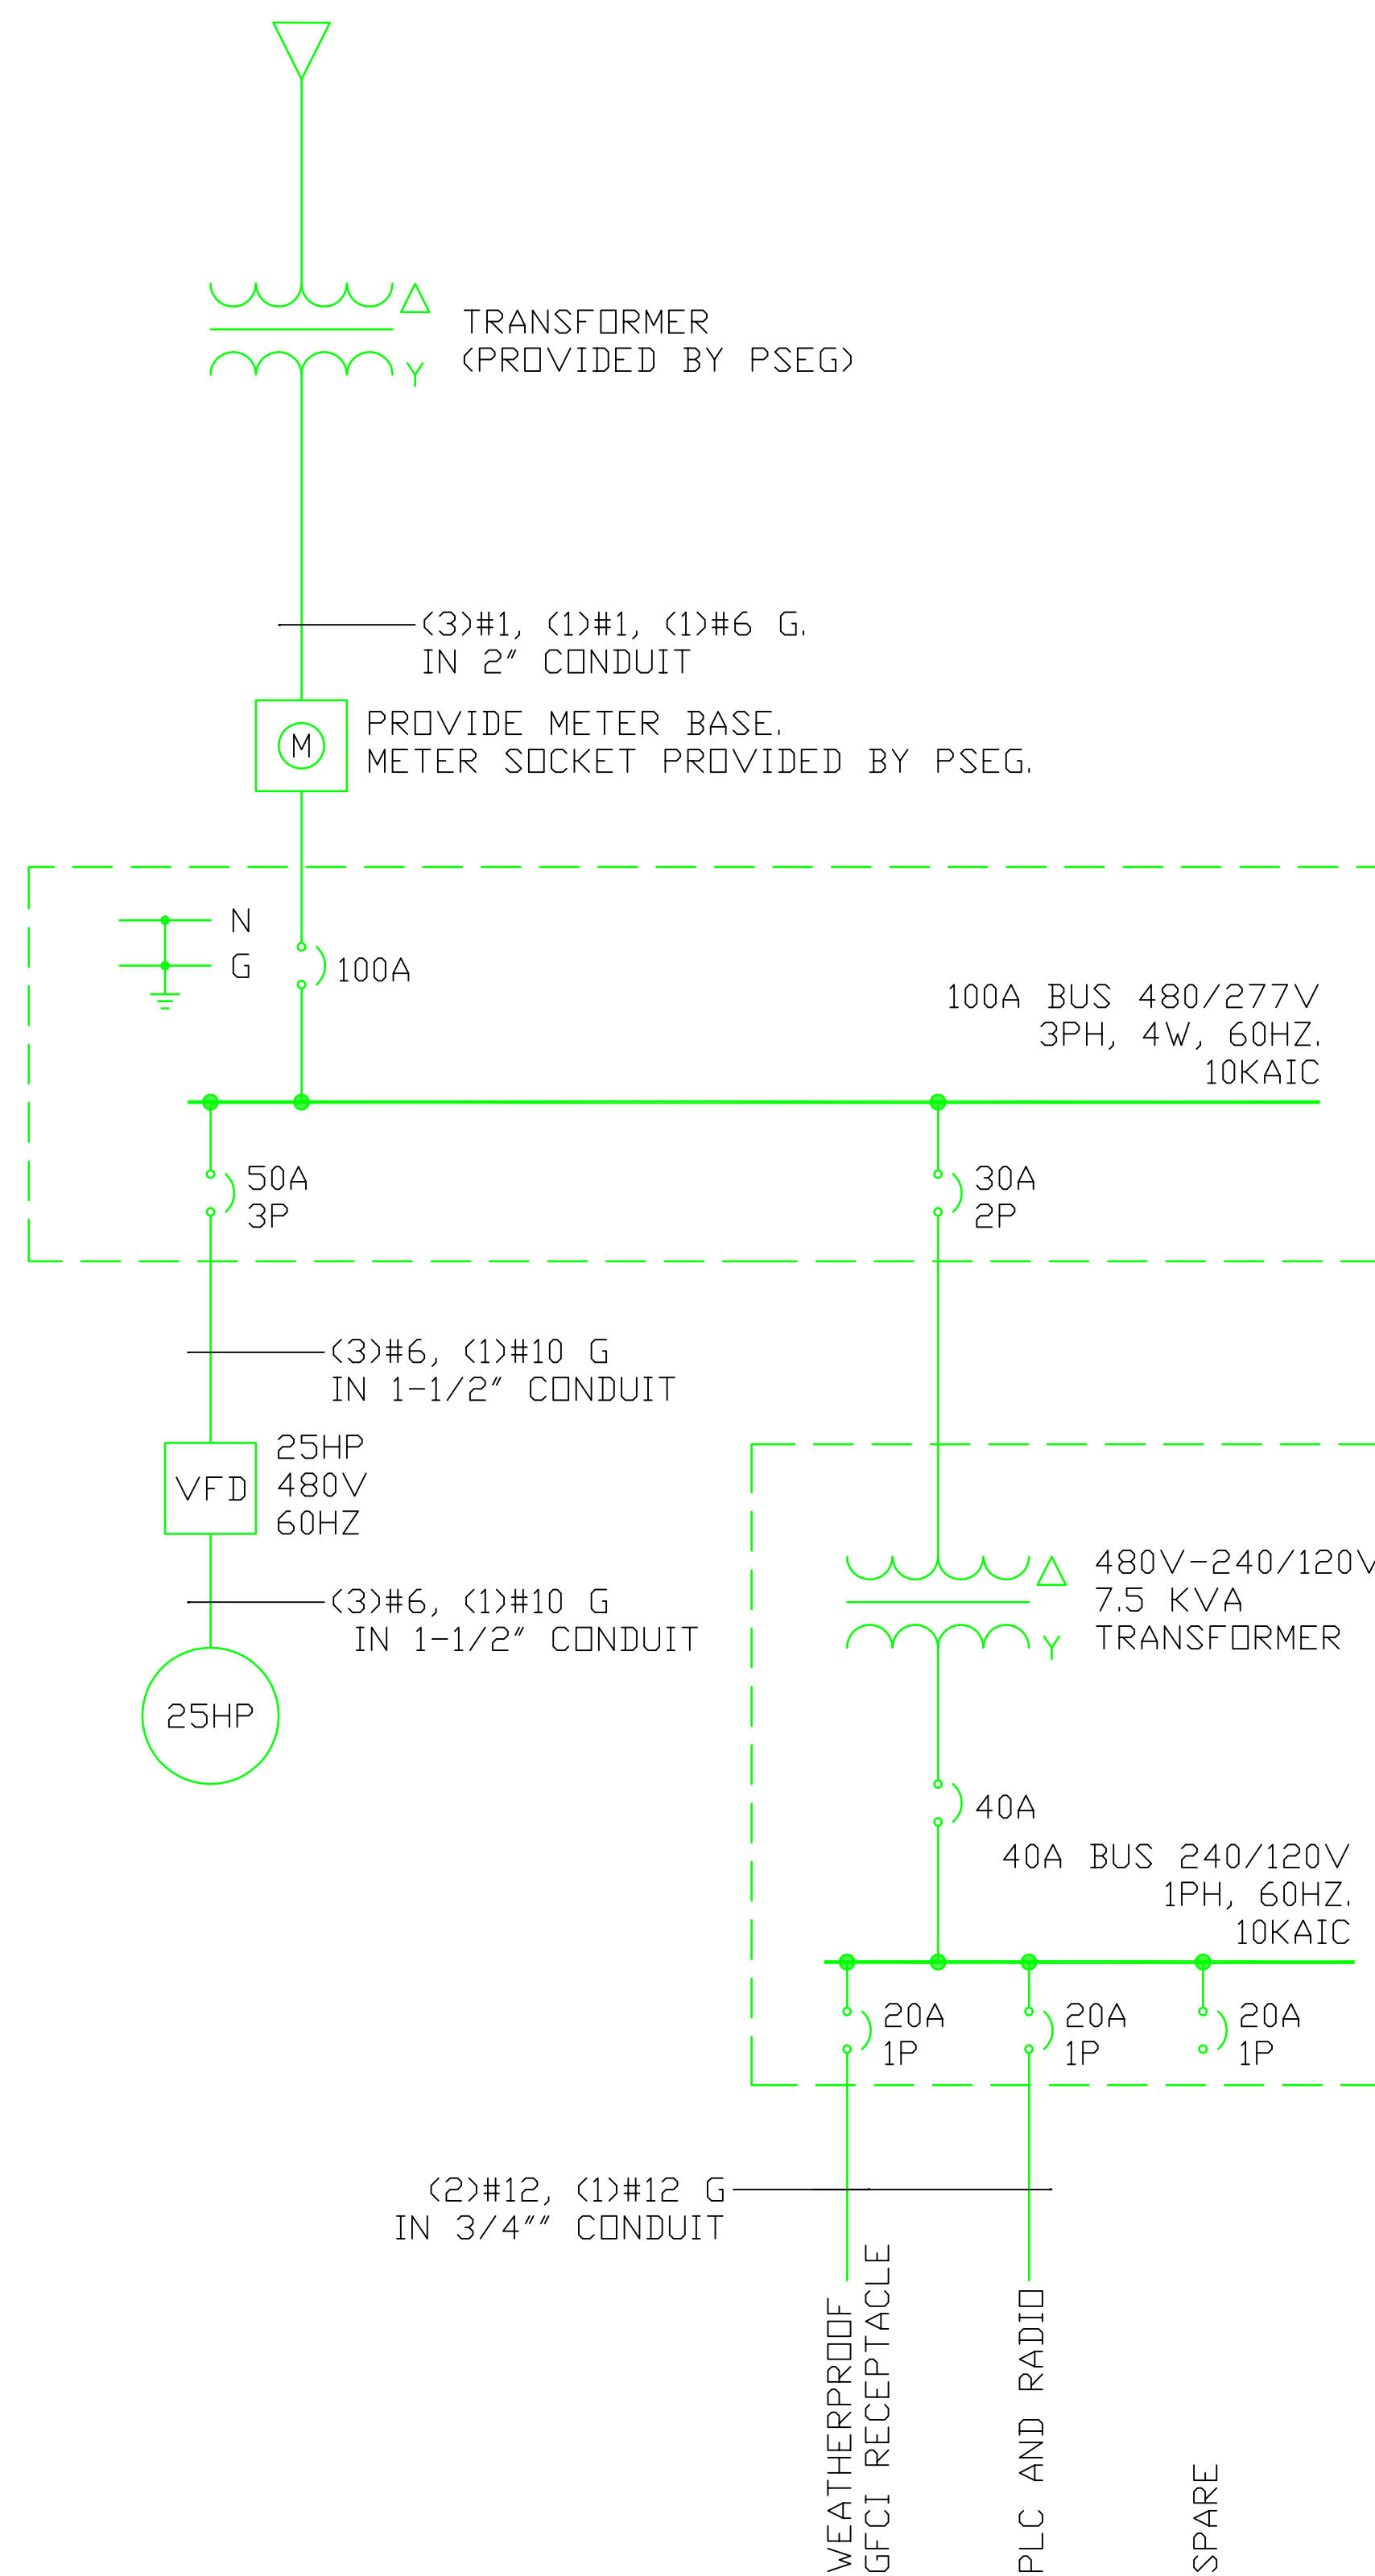 TRANSFORMER
(PROVIDED BY PSEG)
Y
(3)#1, (1)#1, (1)#6 G.
IN 2" CONDUIT
M
PROVIDE METER BASE.
METER SOCKET PROVIDED BY PSEG.
N
G
100A
100A BUS 480/277V
3PH, 4W, 60HZ.
10KAIC
50A
3P
30A
2P
(3)#6, (1)#10 G
IN 1-1/2" CONDUIT
VFD
25HP
480V
60HZ
480V-240/120V
7.5 KVA
TRANSFORMER
Y
(3)#6, (1)#10 G
IN 1-1/2" CONDUIT
25HP
40A
40A BUS 240/120V
1PH, 60HZ.
10KAIC
20A
1P
20A
1P
20A
1P
(2)#12, (1)#12 G
IN 3/4"" CONDUIT
WEATHERPROOF
GFCI RECEPTACLE
PLC AND RADIO
SPARE